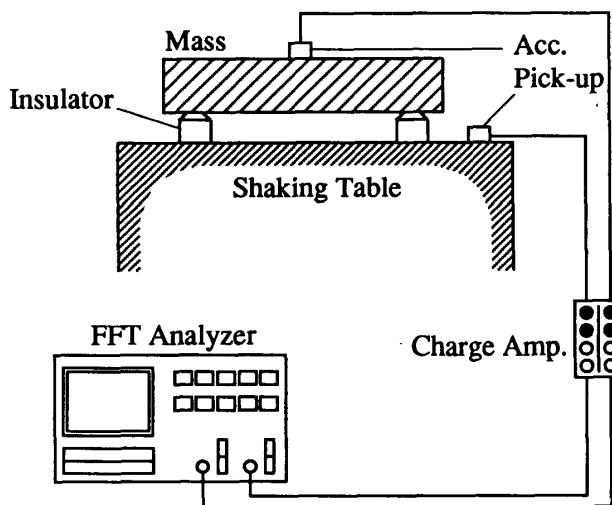 Mass
Acc.
Pick-up
Insulator
Shaking Table
FFT Analyzer
Charge Amp.